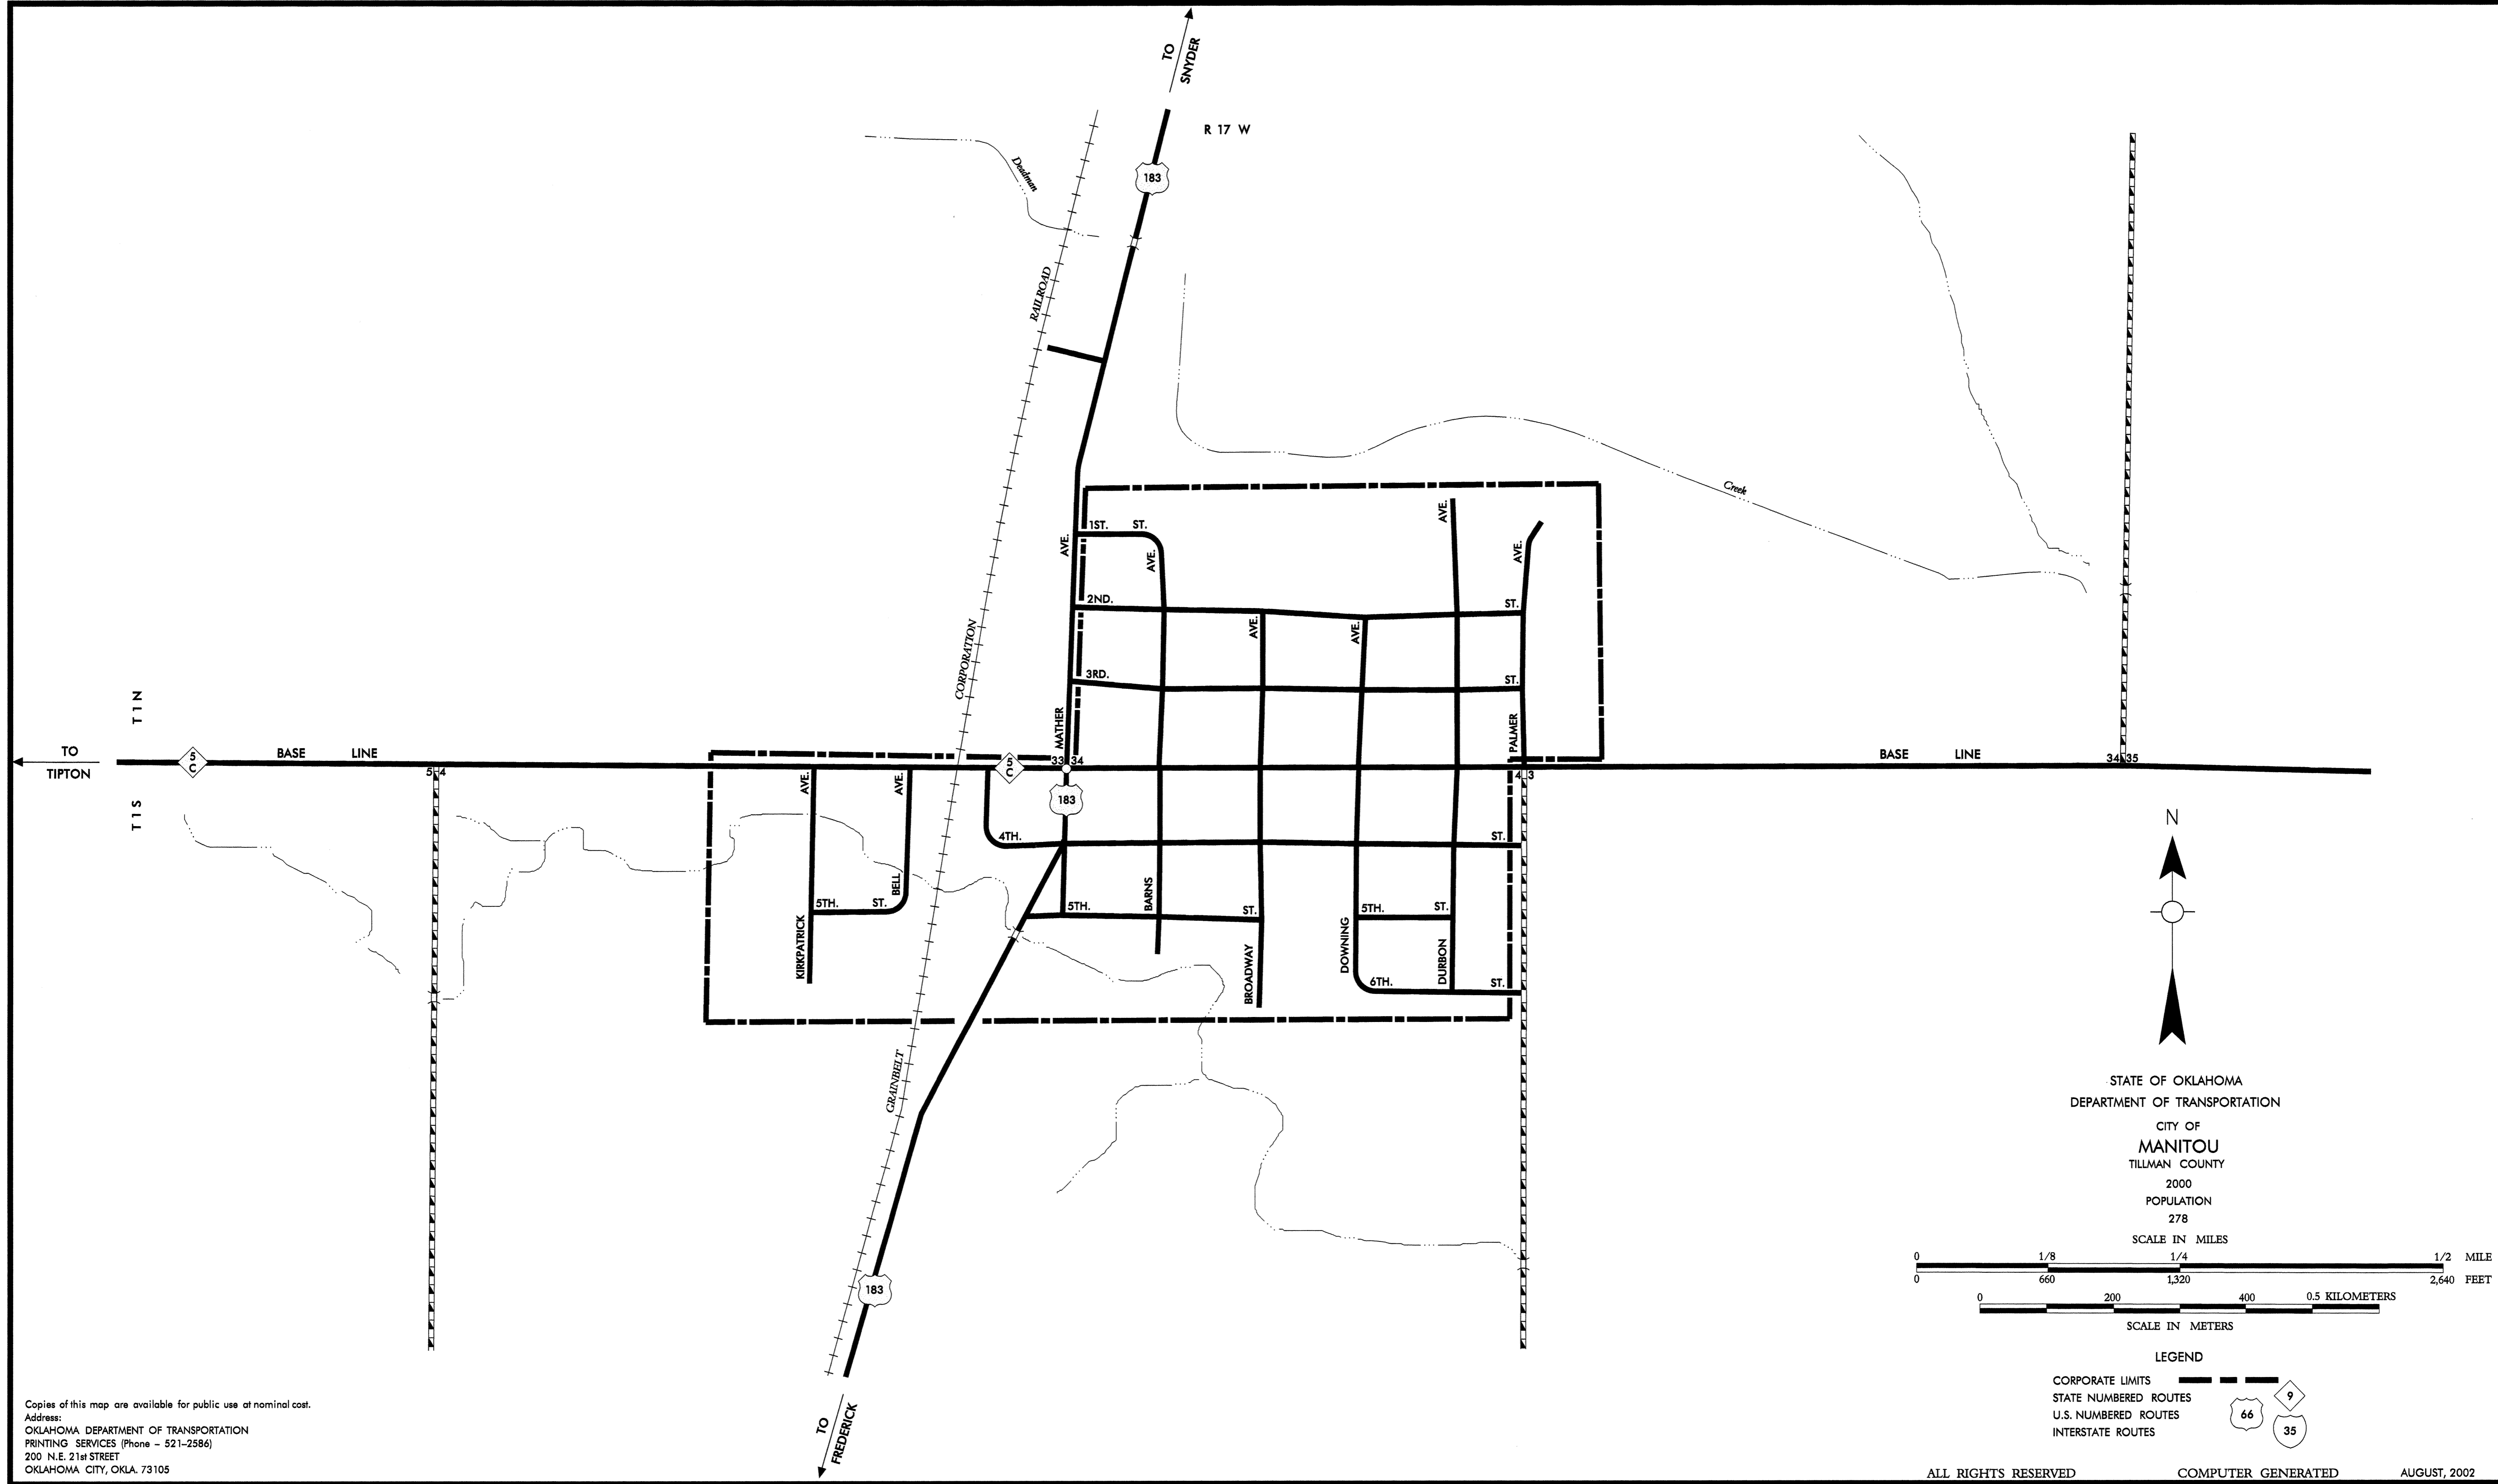 TO
SNYDER
R 17 W
183
Deadman
RAILROAD
Creek
1ST. ST.
AVE.
AVE.
AVE.
AVE.
2ND. ST.
AVE.
AVE.
CORPORATION
3RD. ST.
MATHER
PALMER
T 1 N
TO
TIPTON
5
C
BASE LINE
5 4
5
C
33 34
4 3
BASE LINE
34 35
T 1 S
AVE.
AVE.
183
4TH. ST.
N
BELL
BARNS
5TH. ST.
5TH. ST.
5TH. ST.
KIRKPATRICK
BROADWAY
DOWNING
DURBON
6TH. ST.
GRAINBELT
183
TO
FREDERICK
STATE OF OKLAHOMA
DEPARTMENT OF TRANSPORTATION
CITY OF
MANITOU
TILLMAN COUNTY
2000
POPULATION
278
SCALE IN MILES
0 1/8 1/4 1/2 MILE
0 660 1,320 2,640 FEET
0 200 400 0.5 KILOMETERS
SCALE IN METERS
LEGEND
CORPORATE LIMITS
STATE NUMBERED ROUTES 9
U.S. NUMBERED ROUTES 66
INTERSTATE ROUTES 35
Copies of this map are available for public use at nominal cost.
Address:
OKLAHOMA DEPARTMENT OF TRANSPORTATION
PRINTING SERVICES (Phone – 521–2586)
200 N.E. 21st STREET
OKLAHOMA CITY, OKLA. 73105
ALL RIGHTS RESERVED COMPUTER GENERATED AUGUST, 2002